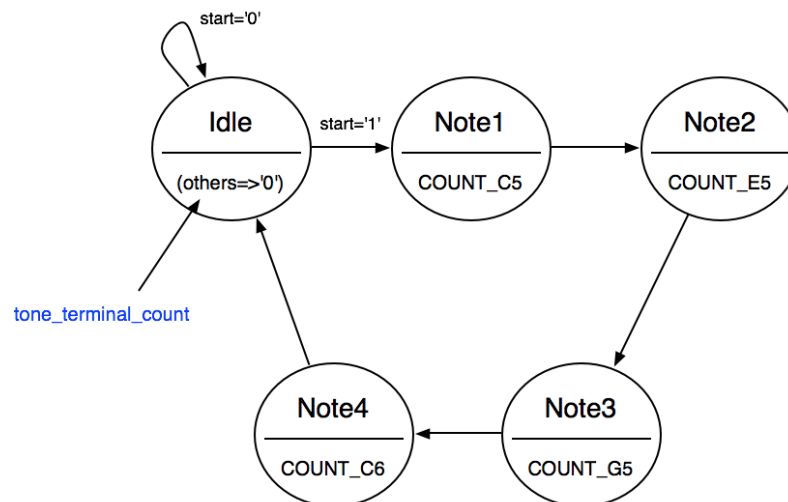 start='0'
Idle
(others=>'0')
start='1'
Note1
COUNT_C5
Note2
COUNT_E5
tone_terminal_count
Note4
COUNT_C6
Note3
COUNT_G5